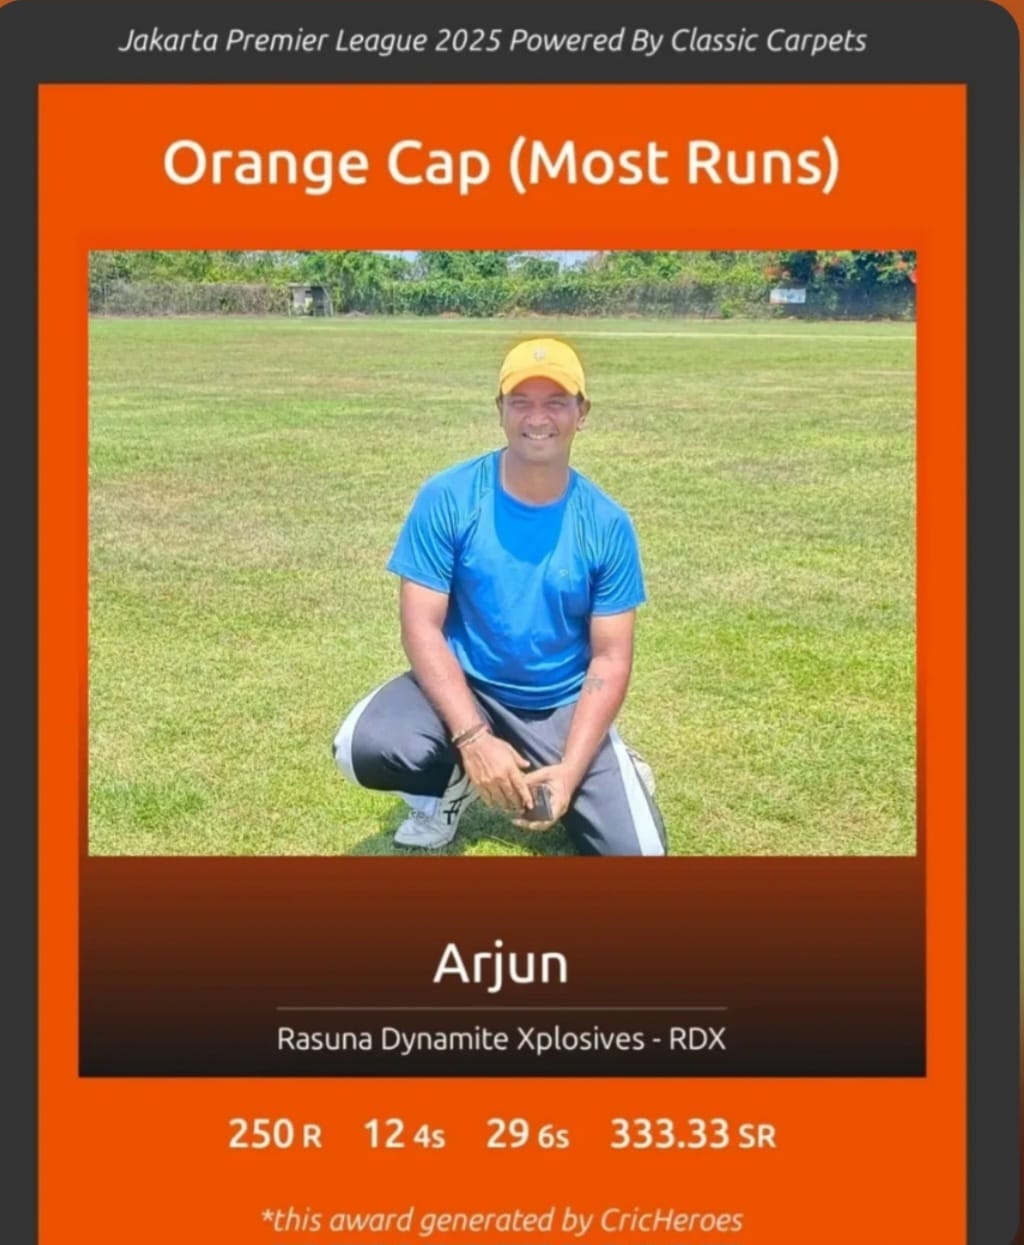 Jakarta Premier League 2025 Powered By Classic Carpets
Orange Cap (Most Runs)
Arjun
Rasuna Dynamite Xplosives - RDX
250 R 12 4s 29 6s 333.33 SR
*this award generated by CricHeroes